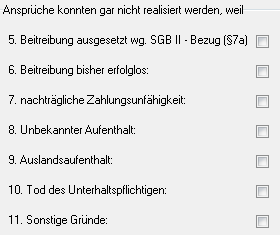 Ansprüche konnten gar nicht realisiert werden, weil
5. Beitreibung ausgesetzt wg. SGB II - Bezug (§7a)
6. Beitreibung bisher erfolglos:
7. nachträgliche Zahlungsunfähigkeit:
8. Unbekannter Aufenthalt:
9. Auslandsaufenthalt:
10. Tod des Unterhaltspflichtigen:
11. Sonstige Gründe: